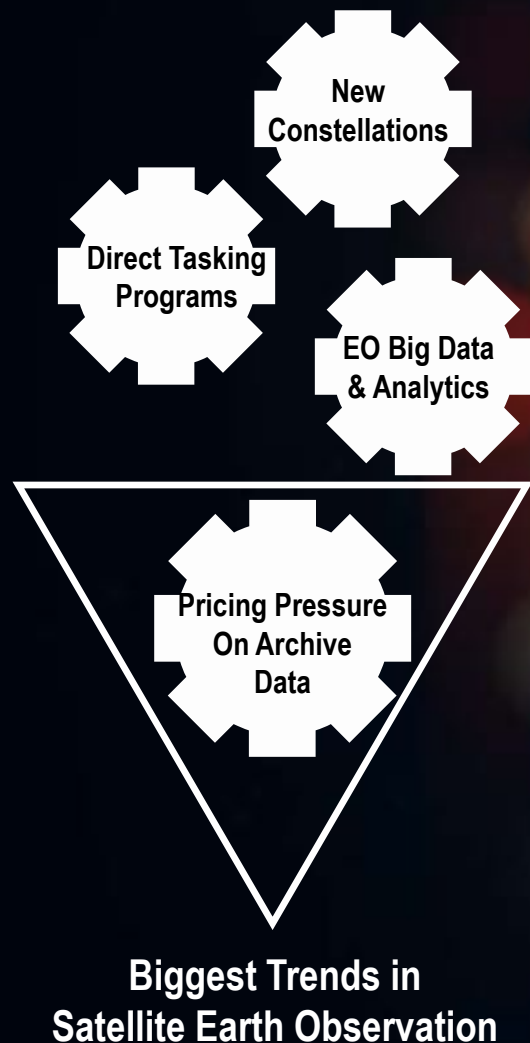 New
Constellations
Direct Tasking
Programs
EO Big Data
& Analytics
Pricing Pressure
On Archive
Data
Biggest Trends in
Satellite Earth Observation